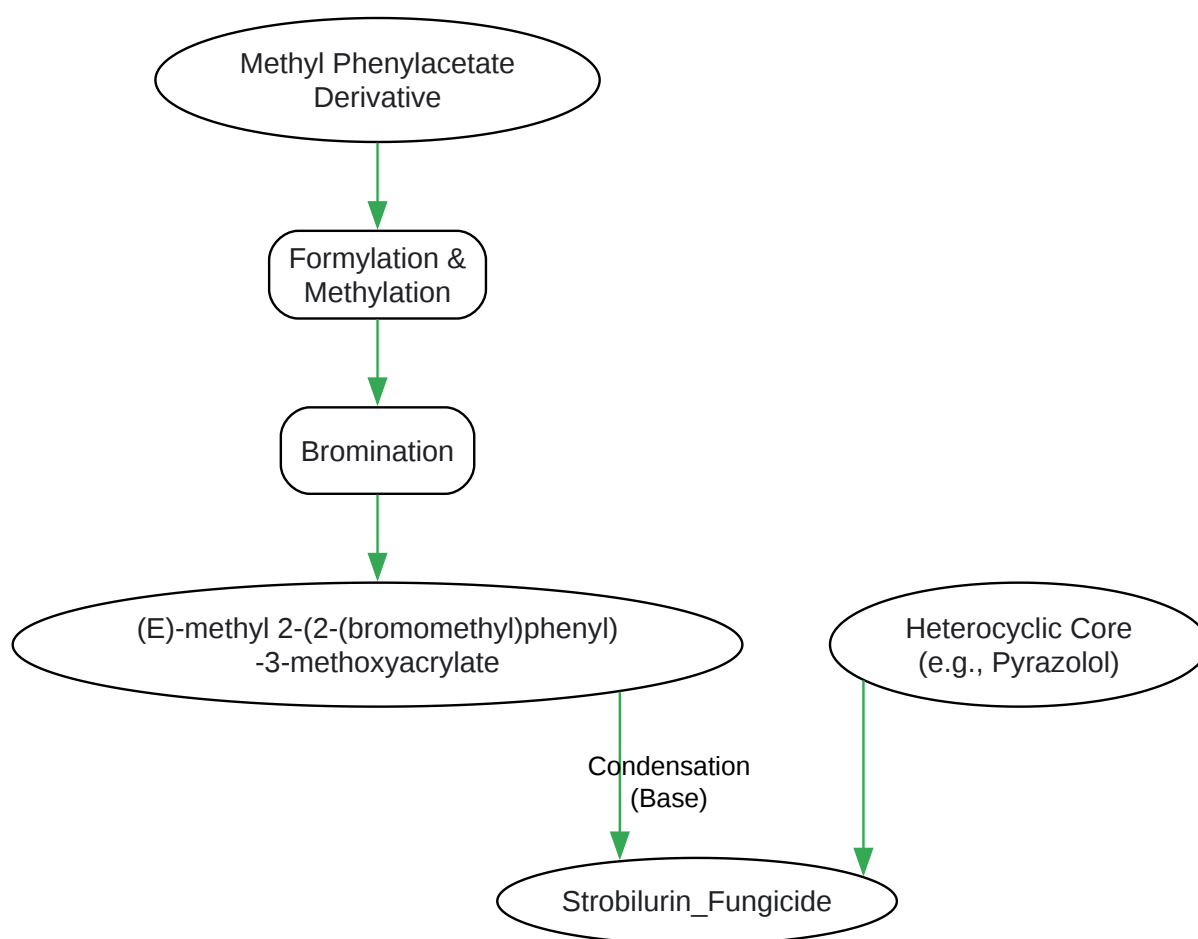 Methyl Phenylacetate
Derivative
Formylation &
Methylation
Bromination
(E)-methyl 2-(2-(bromomethyl)phenyl)
-3-methoxyacrylate
Heterocyclic Core
(e.g., Pyrazolol)
Condensation
(Base)
Strobilurin_Fungicide